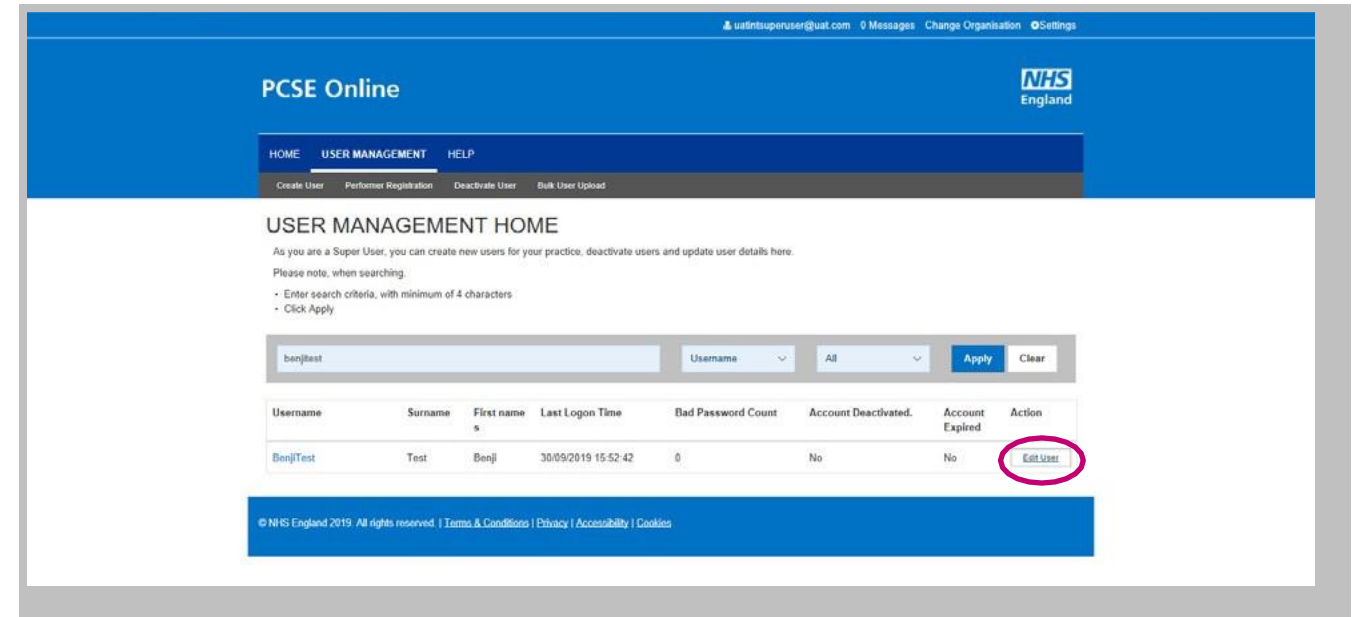 uatintsuperuser@uat.com 0 Messages Change Organisation Settings
PCSE Online
NHS
England
HOME USER MANAGEMENT HELP
Create User Performer Registration Deactivate User Bulk User Upload
USER MANAGEMENT HOME
As you are a Super User, you can create new users for your practice, deactivate users and update user details here.
Please note, when searching.
- Enter search criteria, with minimum of 4 characters
- Click Apply
benjitest Username All Apply Clear
Username Surname First name Last Logon Time Bad Password Count Account Deactivated. Account Action
s Expired
BenjiTest Test Benji 30/09/2019 15:52:42 0 No No Edit User
© NHS England 2019. All rights reserved. | Terms & Conditions | Privacy | Accessibility | Cookies